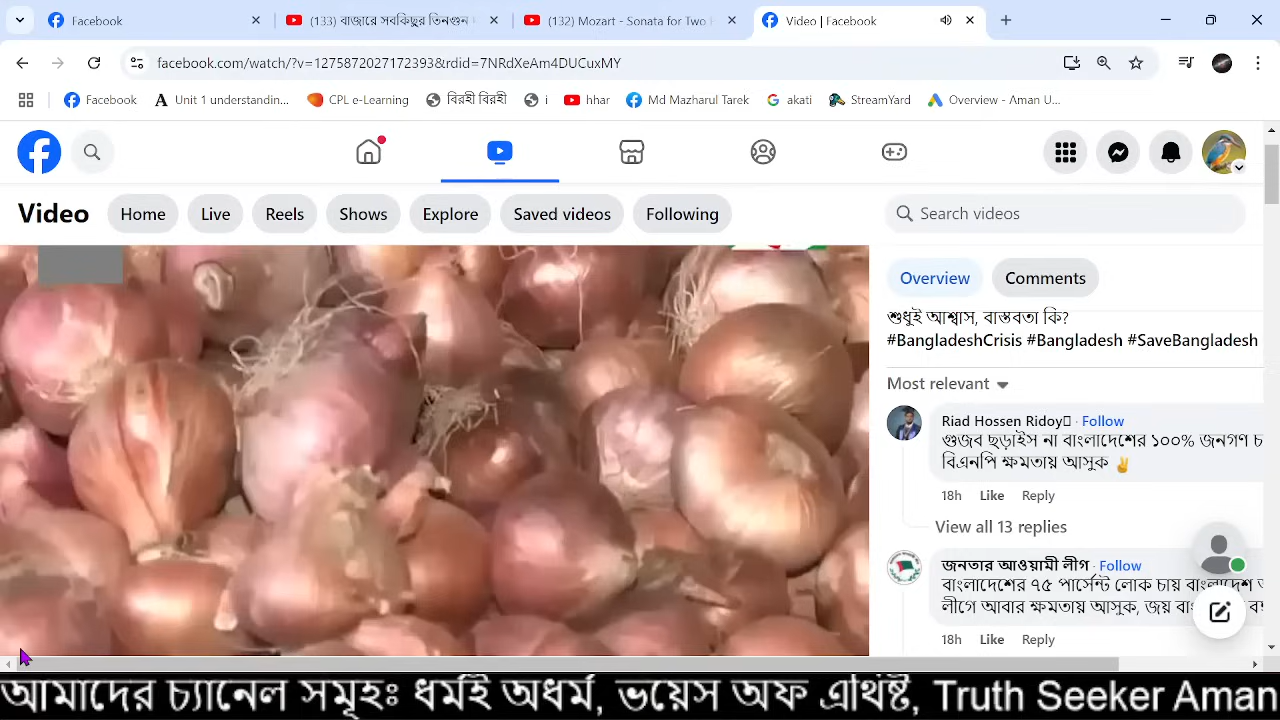 Facebook
(133) বাজারে সবকিছুর তিনগুন
(132) Mozart - Sonata for Two
Video | Facebook
facebook.com/watch/?v=1275872027172393&rdid=7NRdXeAm4DUCuxMY
Facebook
Unit 1 understandin...
CPL e-Learning
বিরহী বিরহী
i
hhar
Md Mazharul Tarek
akati
StreamYard
Overview - Aman U...
Video
Home
Live
Reels
Shows
Explore
Saved videos
Following
Search videos
Overview
Comments
শুধুই আশ্বাস, বাস্তবতা কি?
#BangladeshCrisis #Bangladesh #SaveBangladesh
Most relevant
Riad Hossen Ridoy · Follow
গুজব ছড়াইস না বাংলাদেশের ১০০% জনগণ চ
বিএনপি ক্ষমতায় আসুক ✌
18h Like Reply
View all 13 replies
জনতার আওয়ামী লীগ · Follow
বাংলাদেশের ৭৫ পার্সেন্ট লোক চায় বাংলাদেশ
লীগে আবার ক্ষমতায় আসুক, জয়
18h Like Reply
আমাদের চ্যানেল সমূহঃ ধর্মই অধর্ম, ভয়েস অফ এথিষ্ট, Truth Seeker Aman